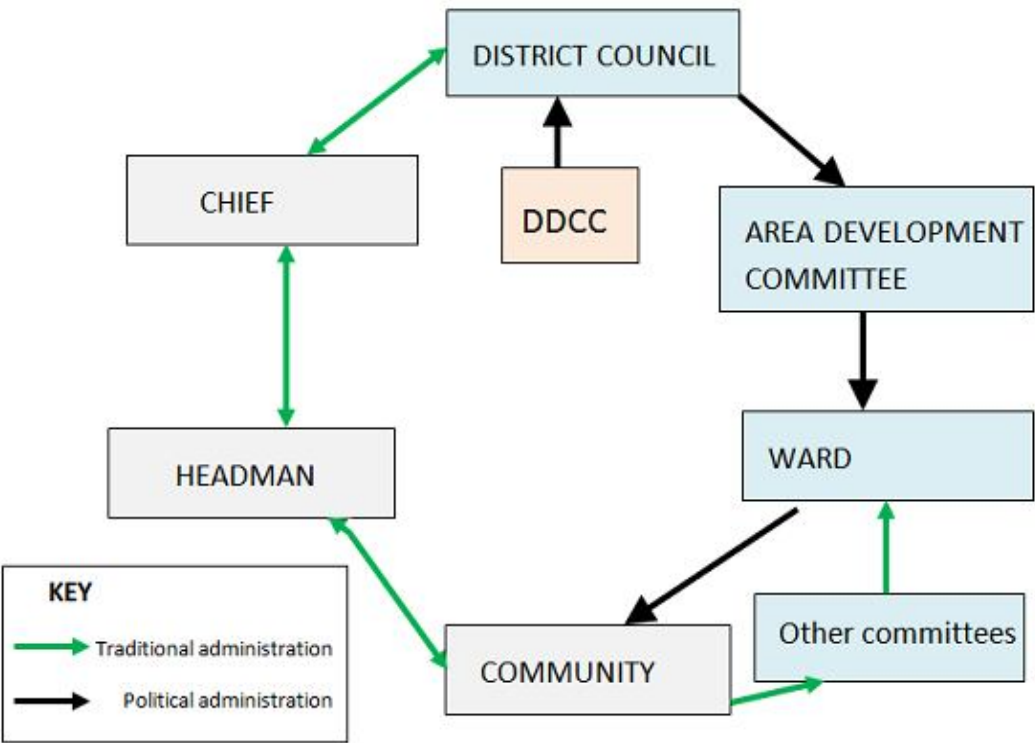 DISTRICT COUNCIL
CHIEF
DDCC
AREA DEVELOPMENT
COMMITTEE
HEADMAN
WARD
KEY
Traditional administration
Political administration
COMMUNITY
Other committees